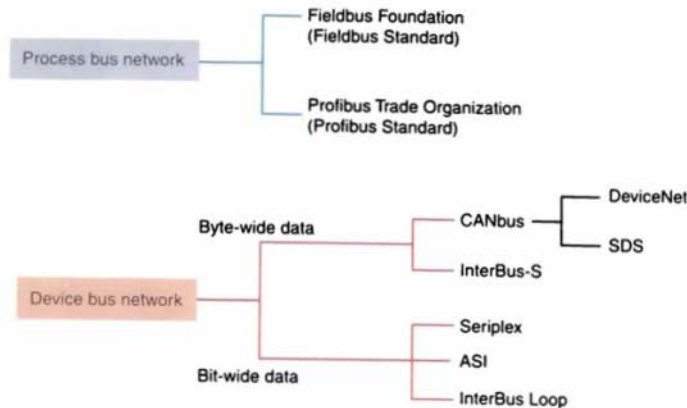 Fieldbus Foundation
(Fieldbus Standard)
Process bus network
Profibus Trade Organization
(Profibus Standard)
DeviceNet
CANbus
Byte-wide data
SDS
InterBus-S
Device bus network
Seriplex
ASI
Bit-wide data
InterBus Loop